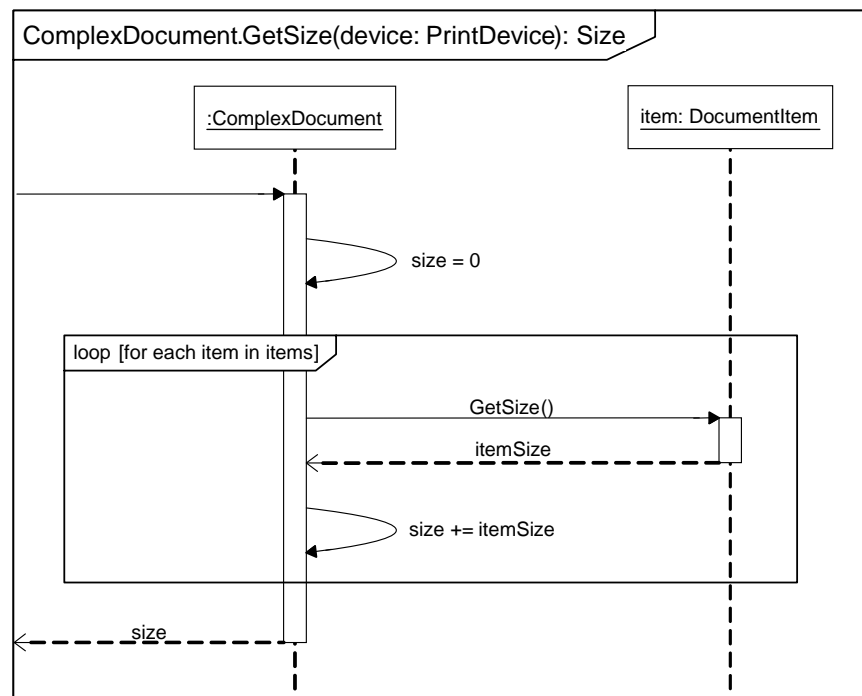 ComplexDocument.GetSize(device: PrintDevice): Size
:ComplexDocument
item: DocumentItem
size = 0
loop [for each item in items]
GetSize()
itemSize
size += itemSize
size